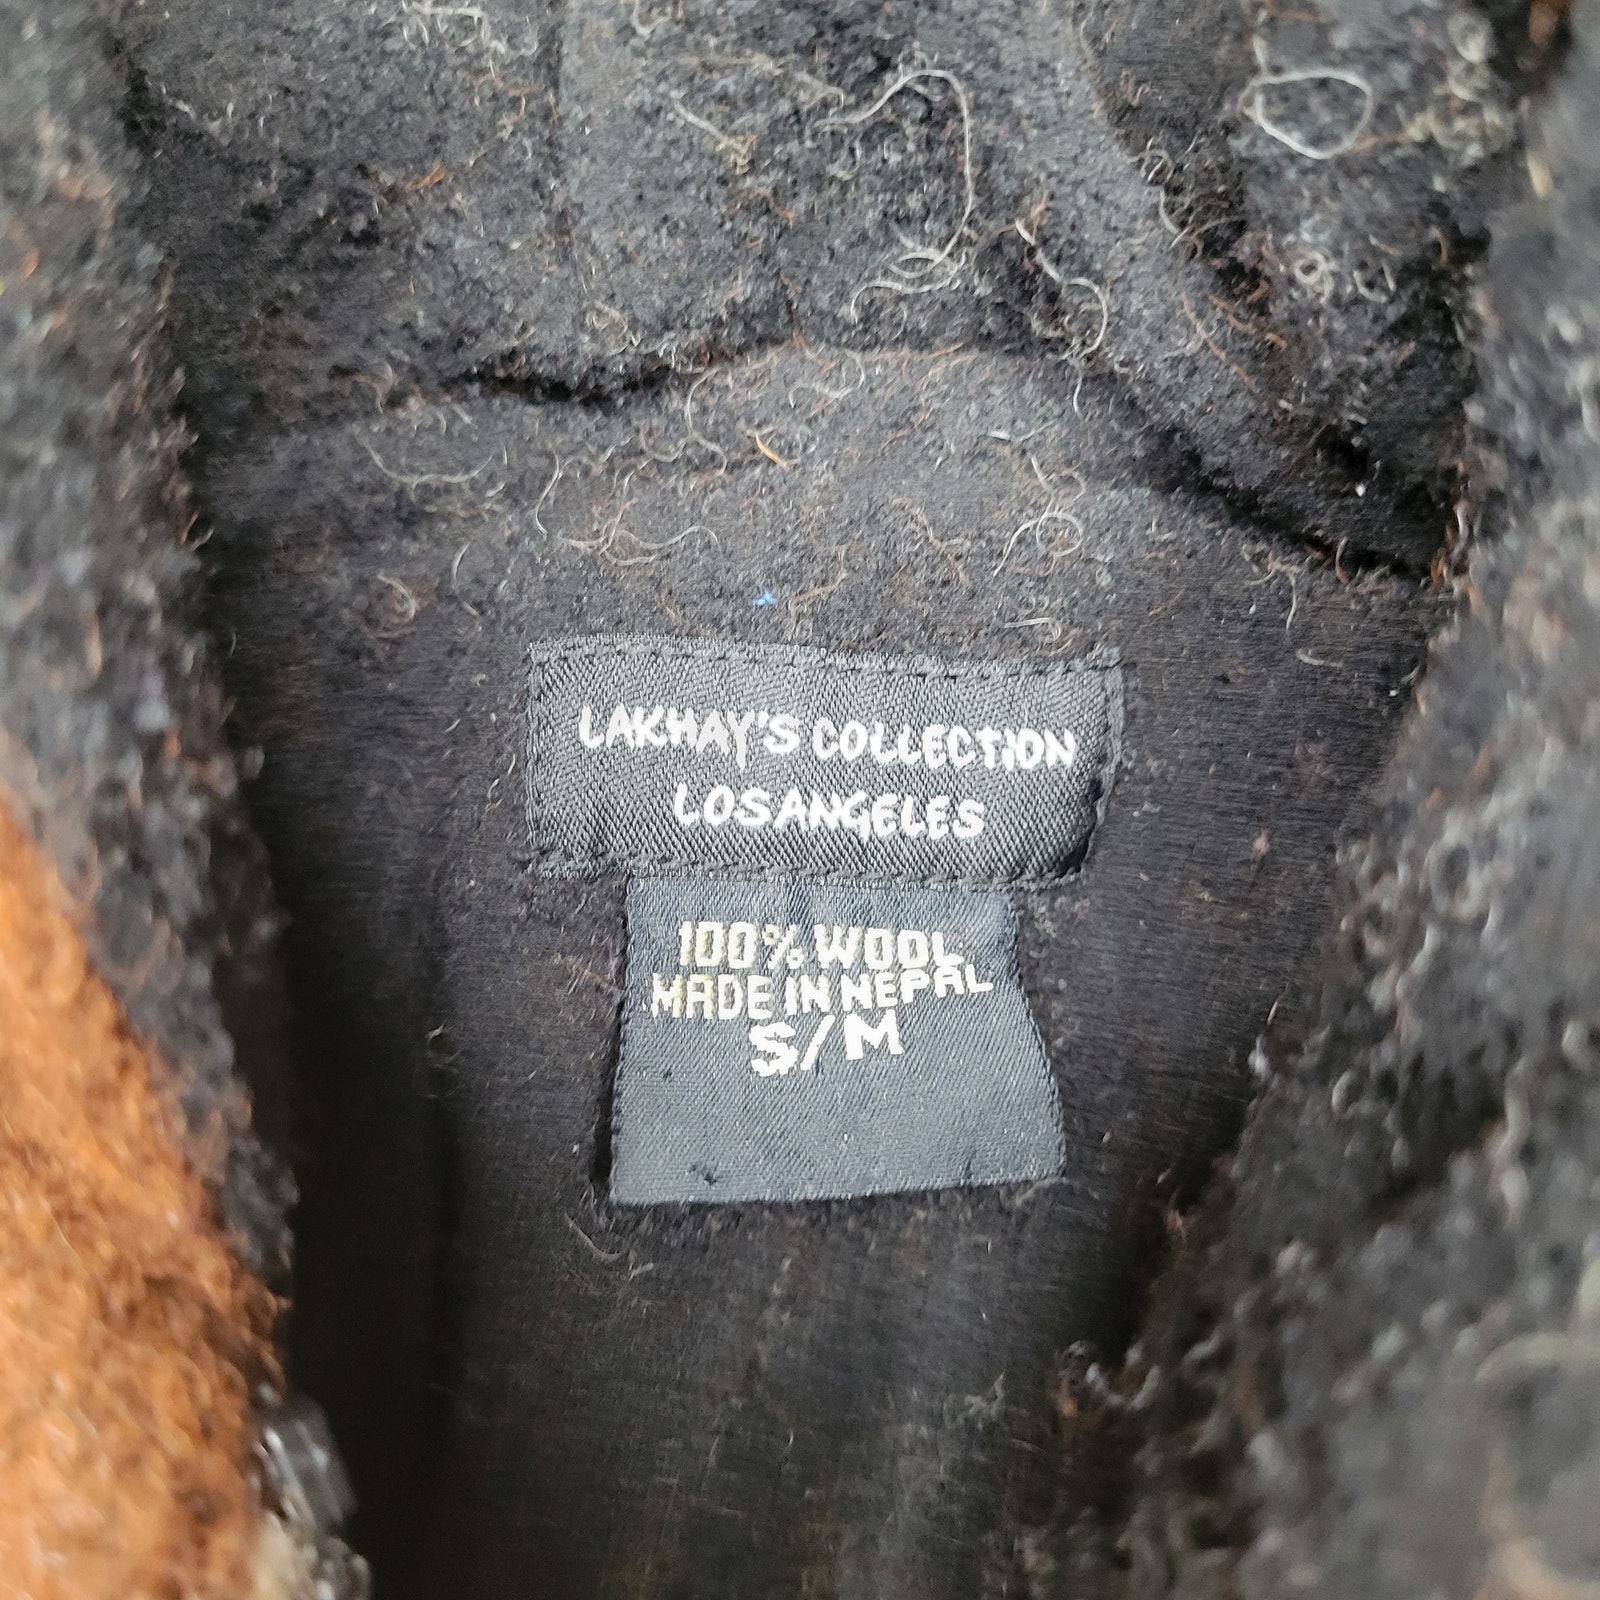 LAKHAY'S COLLECTION
LOSANGELES
100% WOOL
MADE IN NEPAL
S/M